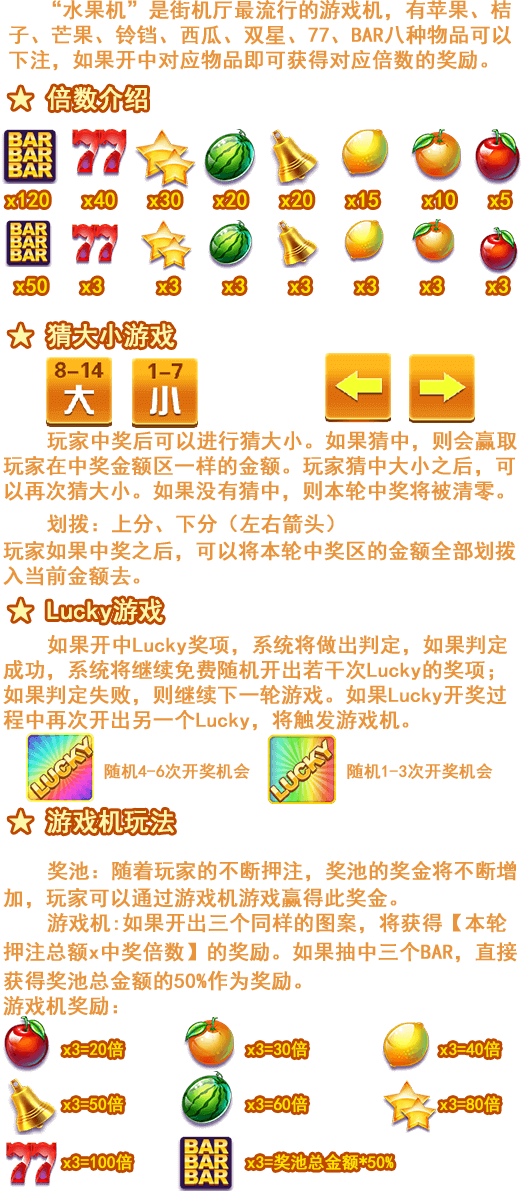 “水果机”是街机厅最流行的游戏机，有苹果、桔
子、芒果、铃铛、西瓜、双星、77、BAR八种物品可以
下注，如果开中对应物品即可获得对应倍数的奖励。
倍数介绍
BAR BAR BAR 77
x120 x40 x30 x20 x20 x15 x10 x5
BAR BAR BAR 77
x50 x3 x3 x3 x3 x3 x3 x3
猜大小游戏
8-14 1-7
大 小
玩家中奖后可以进行猜大小。如果猜中，则会赢取
玩家在中奖金额区一样的金额。玩家猜中大小之后，可
以再次猜大小。如果没有猜中，则本轮中奖将被清零。
划拨：上分、下分（左右箭头）
玩家如果中奖之后，可以将本轮中奖区的金额全部划拨
入当前金额去。
Lucky游戏
如果开中Lucky奖项，系统将做出判定，如果判定
成功，系统将继续免费随机开出若干次Lucky的奖项；
如果判定失败，则继续下一轮游戏。如果Lucky开奖过
程中再次开出另一个Lucky，将触发游戏机。
LUCKY 随机4-6次开奖机会 LUCKY 随机1-3次开奖机会
游戏机玩法
奖池：随着玩家的不断押注，奖池的奖金将不断增
加，玩家可以通过游戏机游戏赢得此奖金。
游戏机:如果开出三个同样的图案，将获得【本轮
押注总额x中奖倍数】的奖励。如果抽中三个BAR，直接
获得奖池总金额的50%作为奖励。
游戏机奖励：
x3=20倍 x3=30倍 x3=40倍
x3=50倍 x3=60倍 x3=80倍
77 x3=100倍 BAR BAR BAR x3=奖池总金额*50%